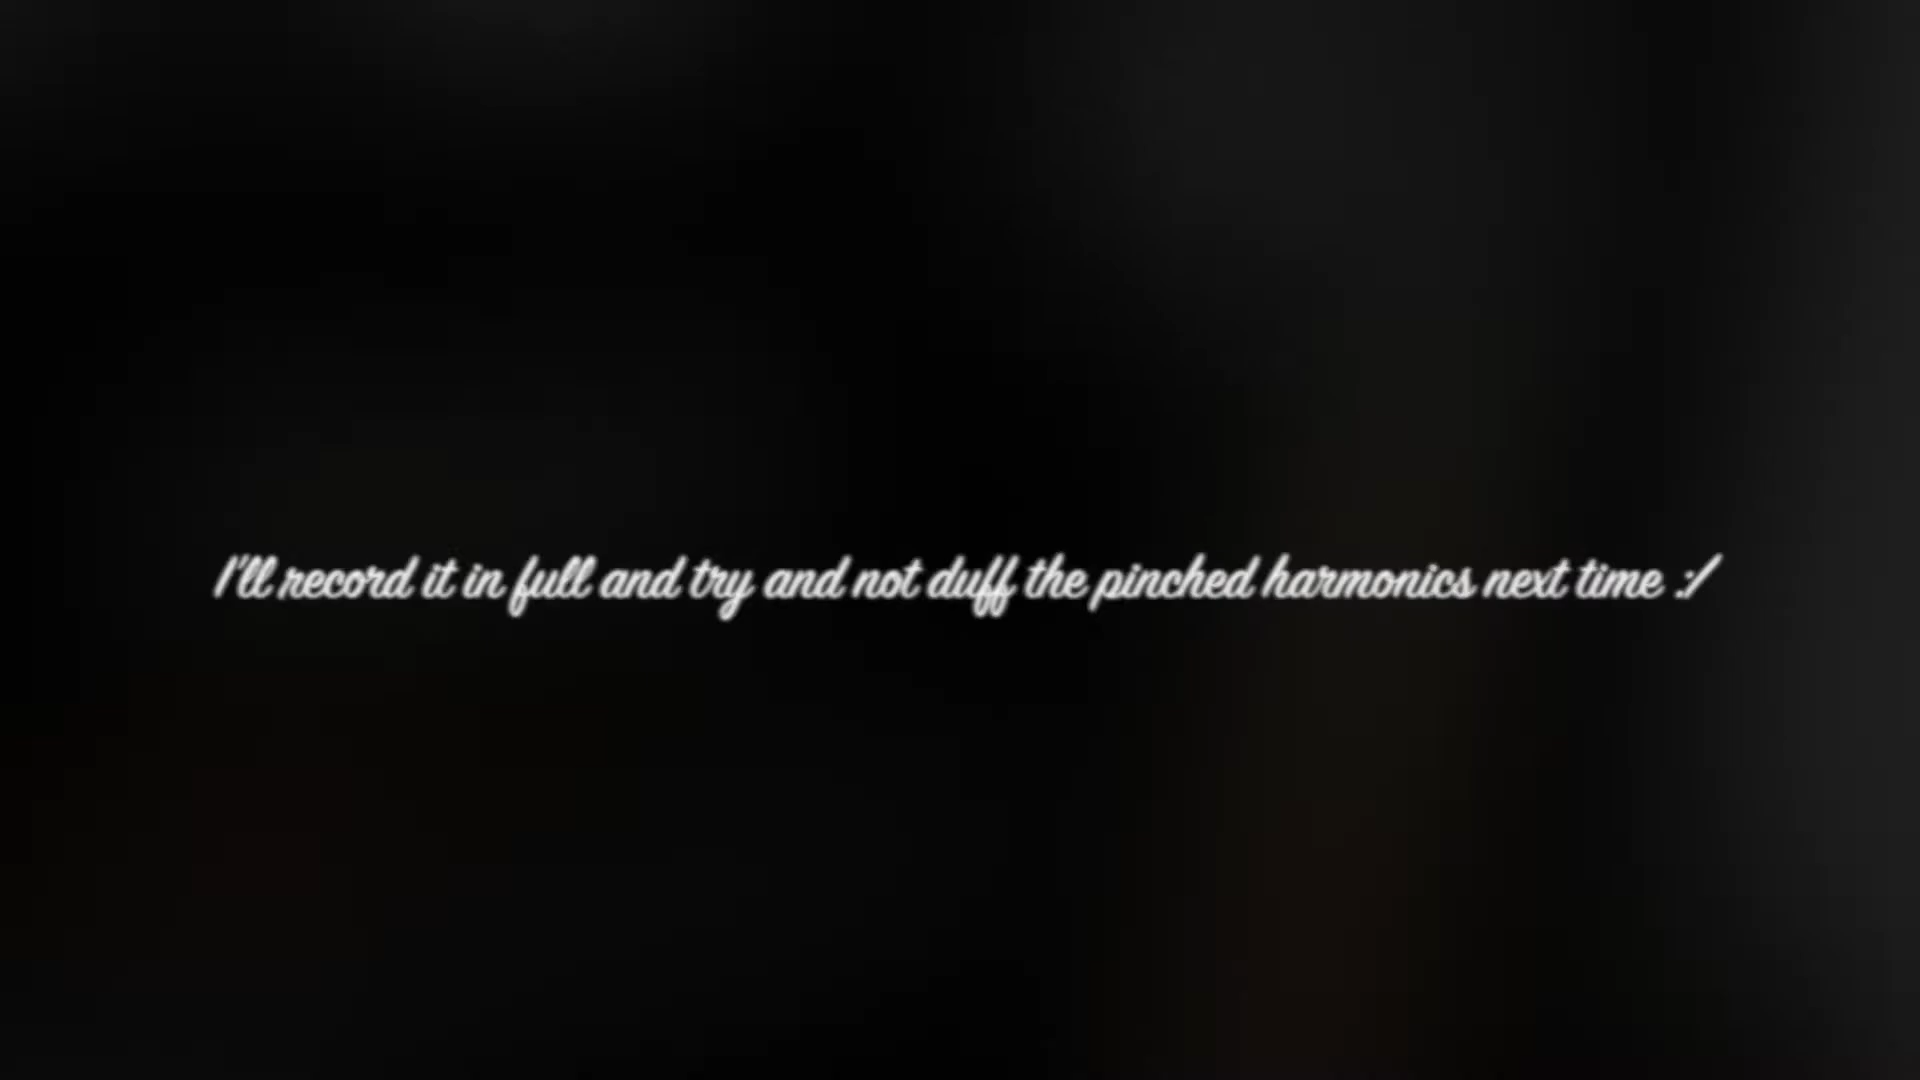 I'll record it in full and try and not duff the pinched harmonics next time :/